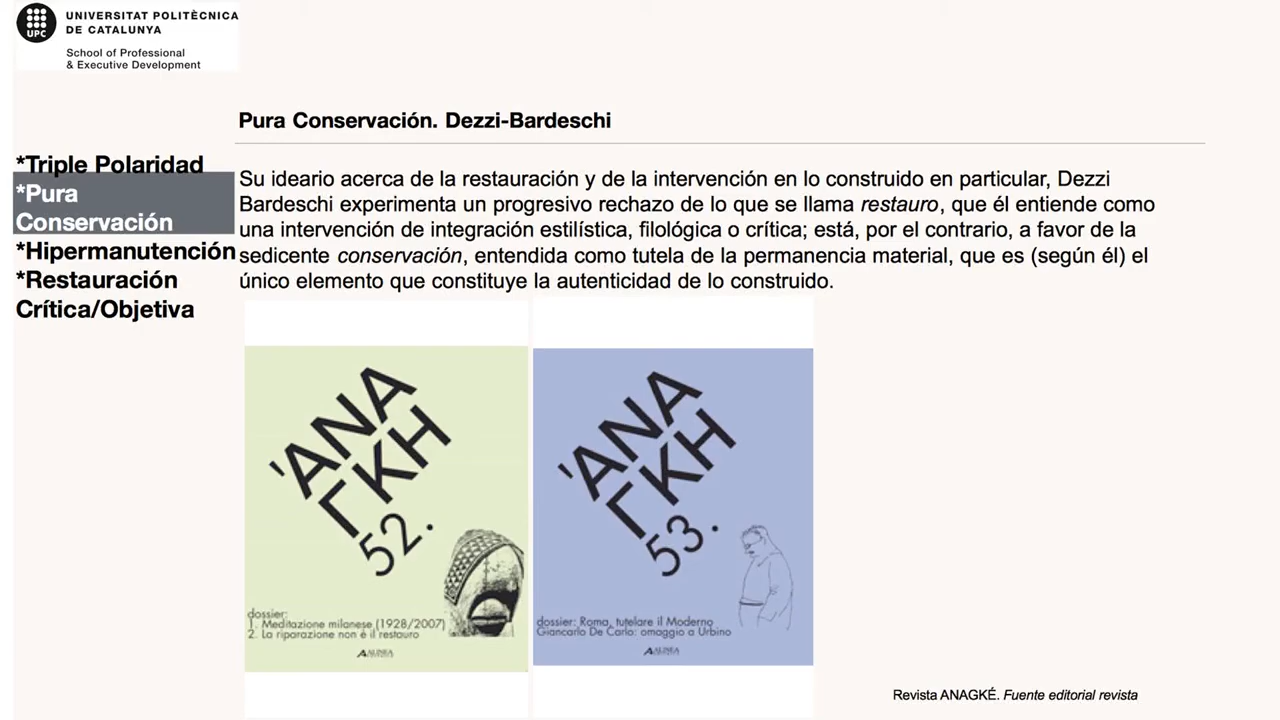 UPC
UNIVERSITAT POLITÈCNICA
DE CATALUNYA
School of Professional
& Executive Development
Pura Conservación. Dezzi-Bardeschi
*Triple Polaridad
*Pura
Conservación
*Hipermanutención
*Restauración
Crítica/Objetiva
Su ideario acerca de la restauración y de la intervención en lo construido en particular, Dezzi
Bardeschi experimenta un progresivo rechazo de lo que se llama restauro, que él entiende como
una intervención de integración estilística, filológica o crítica; está, por el contrario, a favor de la
sedicente conservación, entendida como tutela de la permanencia material, que es (según él) el
único elemento que constituye la autenticidad de lo construido.
'ΑΝΑ
ΓΚΗ
52.
dossier:
1. Meditazione milanese (1928/2007)
2. La riparazione non è il restauro
ALINEA
'ΑΝΑ
ΓΚΗ
53.
dossier: Roma, tutelare il Moderno
Giancarlo De Carlo: omaggio a Urbino
ALINEA
Revista ANAGKÉ. Fuente editorial revista